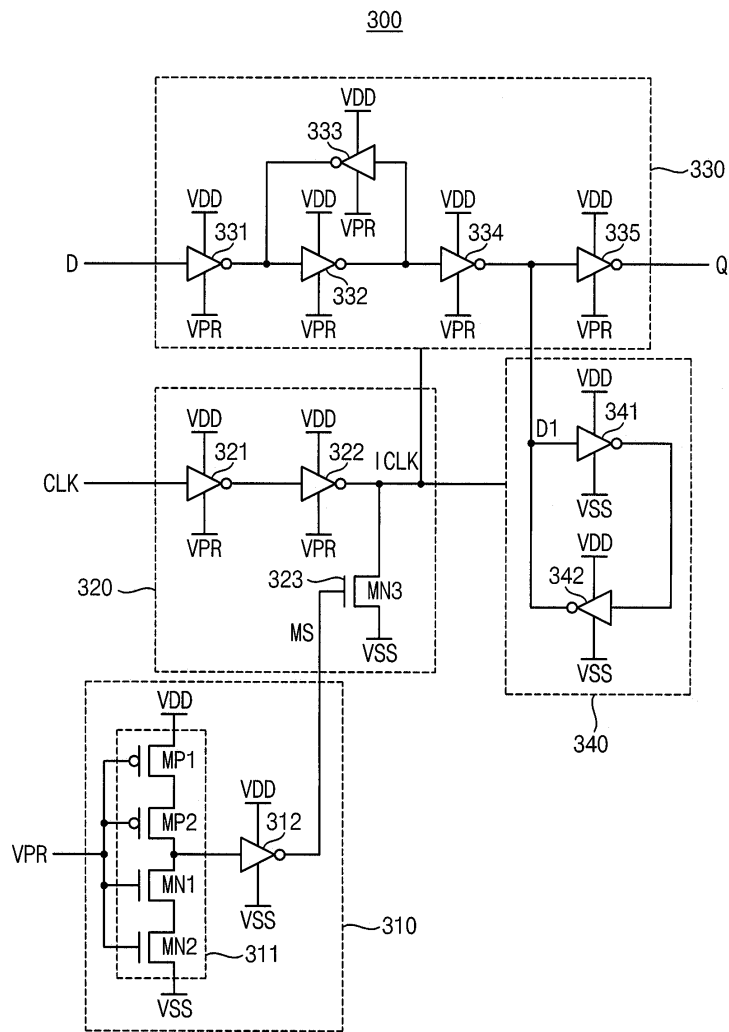 300
VDD
333
VPR
330
VDD
VDD
VDD
VDD
331
334
335
D
Q
332
VPR
VPR
VPR
VPR
VDD
VDD
VDD
341
321
322
ICLK
D1
CLK
VSS
VPR
VPR
VDD
323
342
320
MN3
MS
VSS
VSS
340
VDD
MP1
VDD
MP2
312
VPR
MN1
VSS
310
MN2
311
VSS